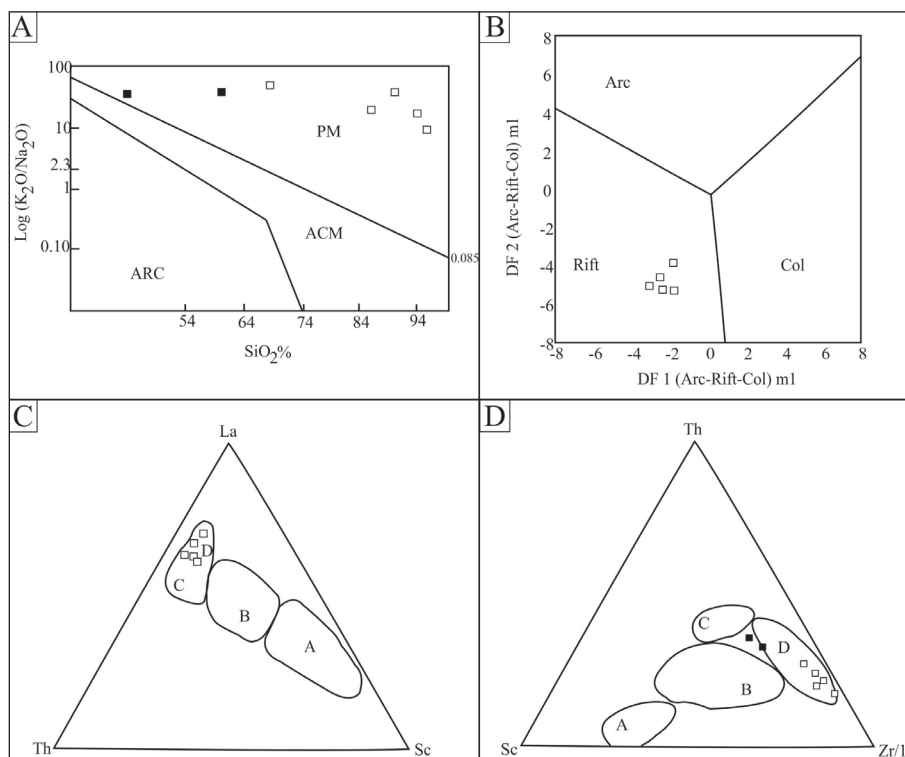 A
Log (K2O/Na2O)
100
10
2.3
1
0.10
PM
ACM
ARC
0.085
54 64 74 84 94
SiO2%
B
DF 2 (Arc-Rift-Col) m1
8
6
4
2
0
-2
-4
-6
-8
Arc
Rift
Col
-8 -6 -4 -2 0 2 4 6 8
DF 1 (Arc-Rift-Col) m1
C
La
D
C
B
A
Th
Sc
D
Th
C
D
B
A
Sc
Zr/1